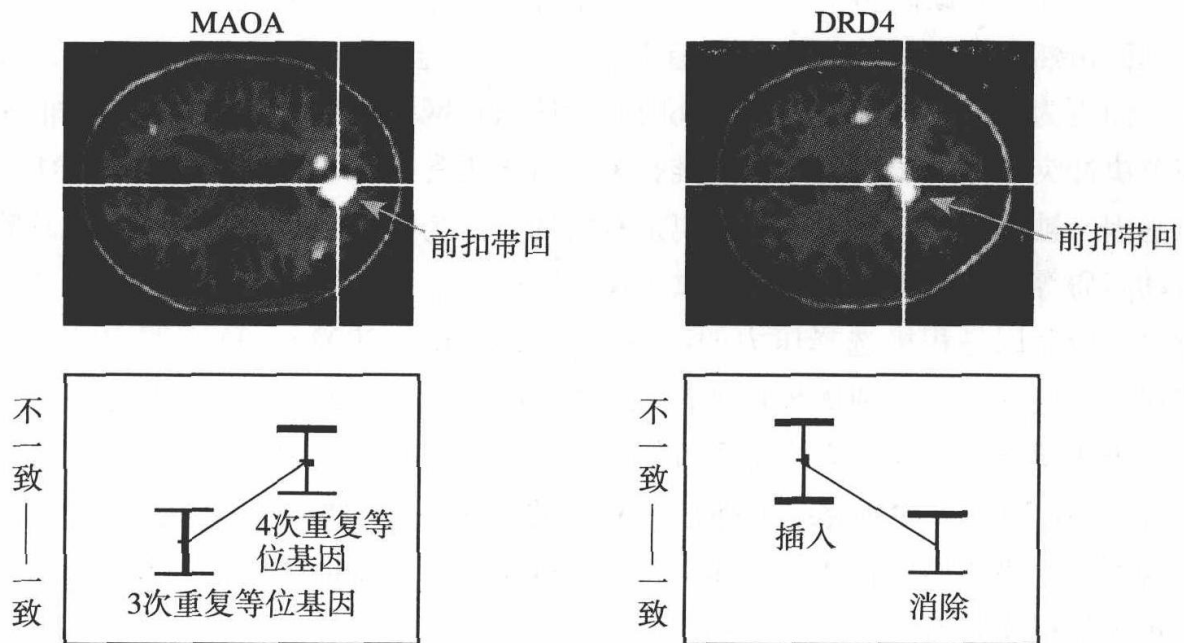 MAOA
DRD4
前扣带回
前扣带回
不一致——一致
4次重复等
位基因
3次重复等位基因
不一致——一致
插入
消除